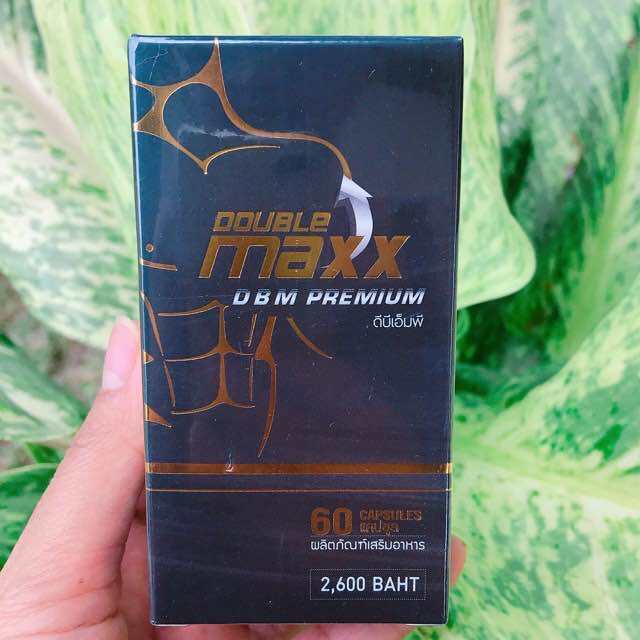 DOUBLE
maxx
DBM PREMIUM
ดีบีเอ็มพี
60 CAPSULES
แคปซูล
ผลิตภัณฑ์เสริมอาหาร
2,600 BAHT